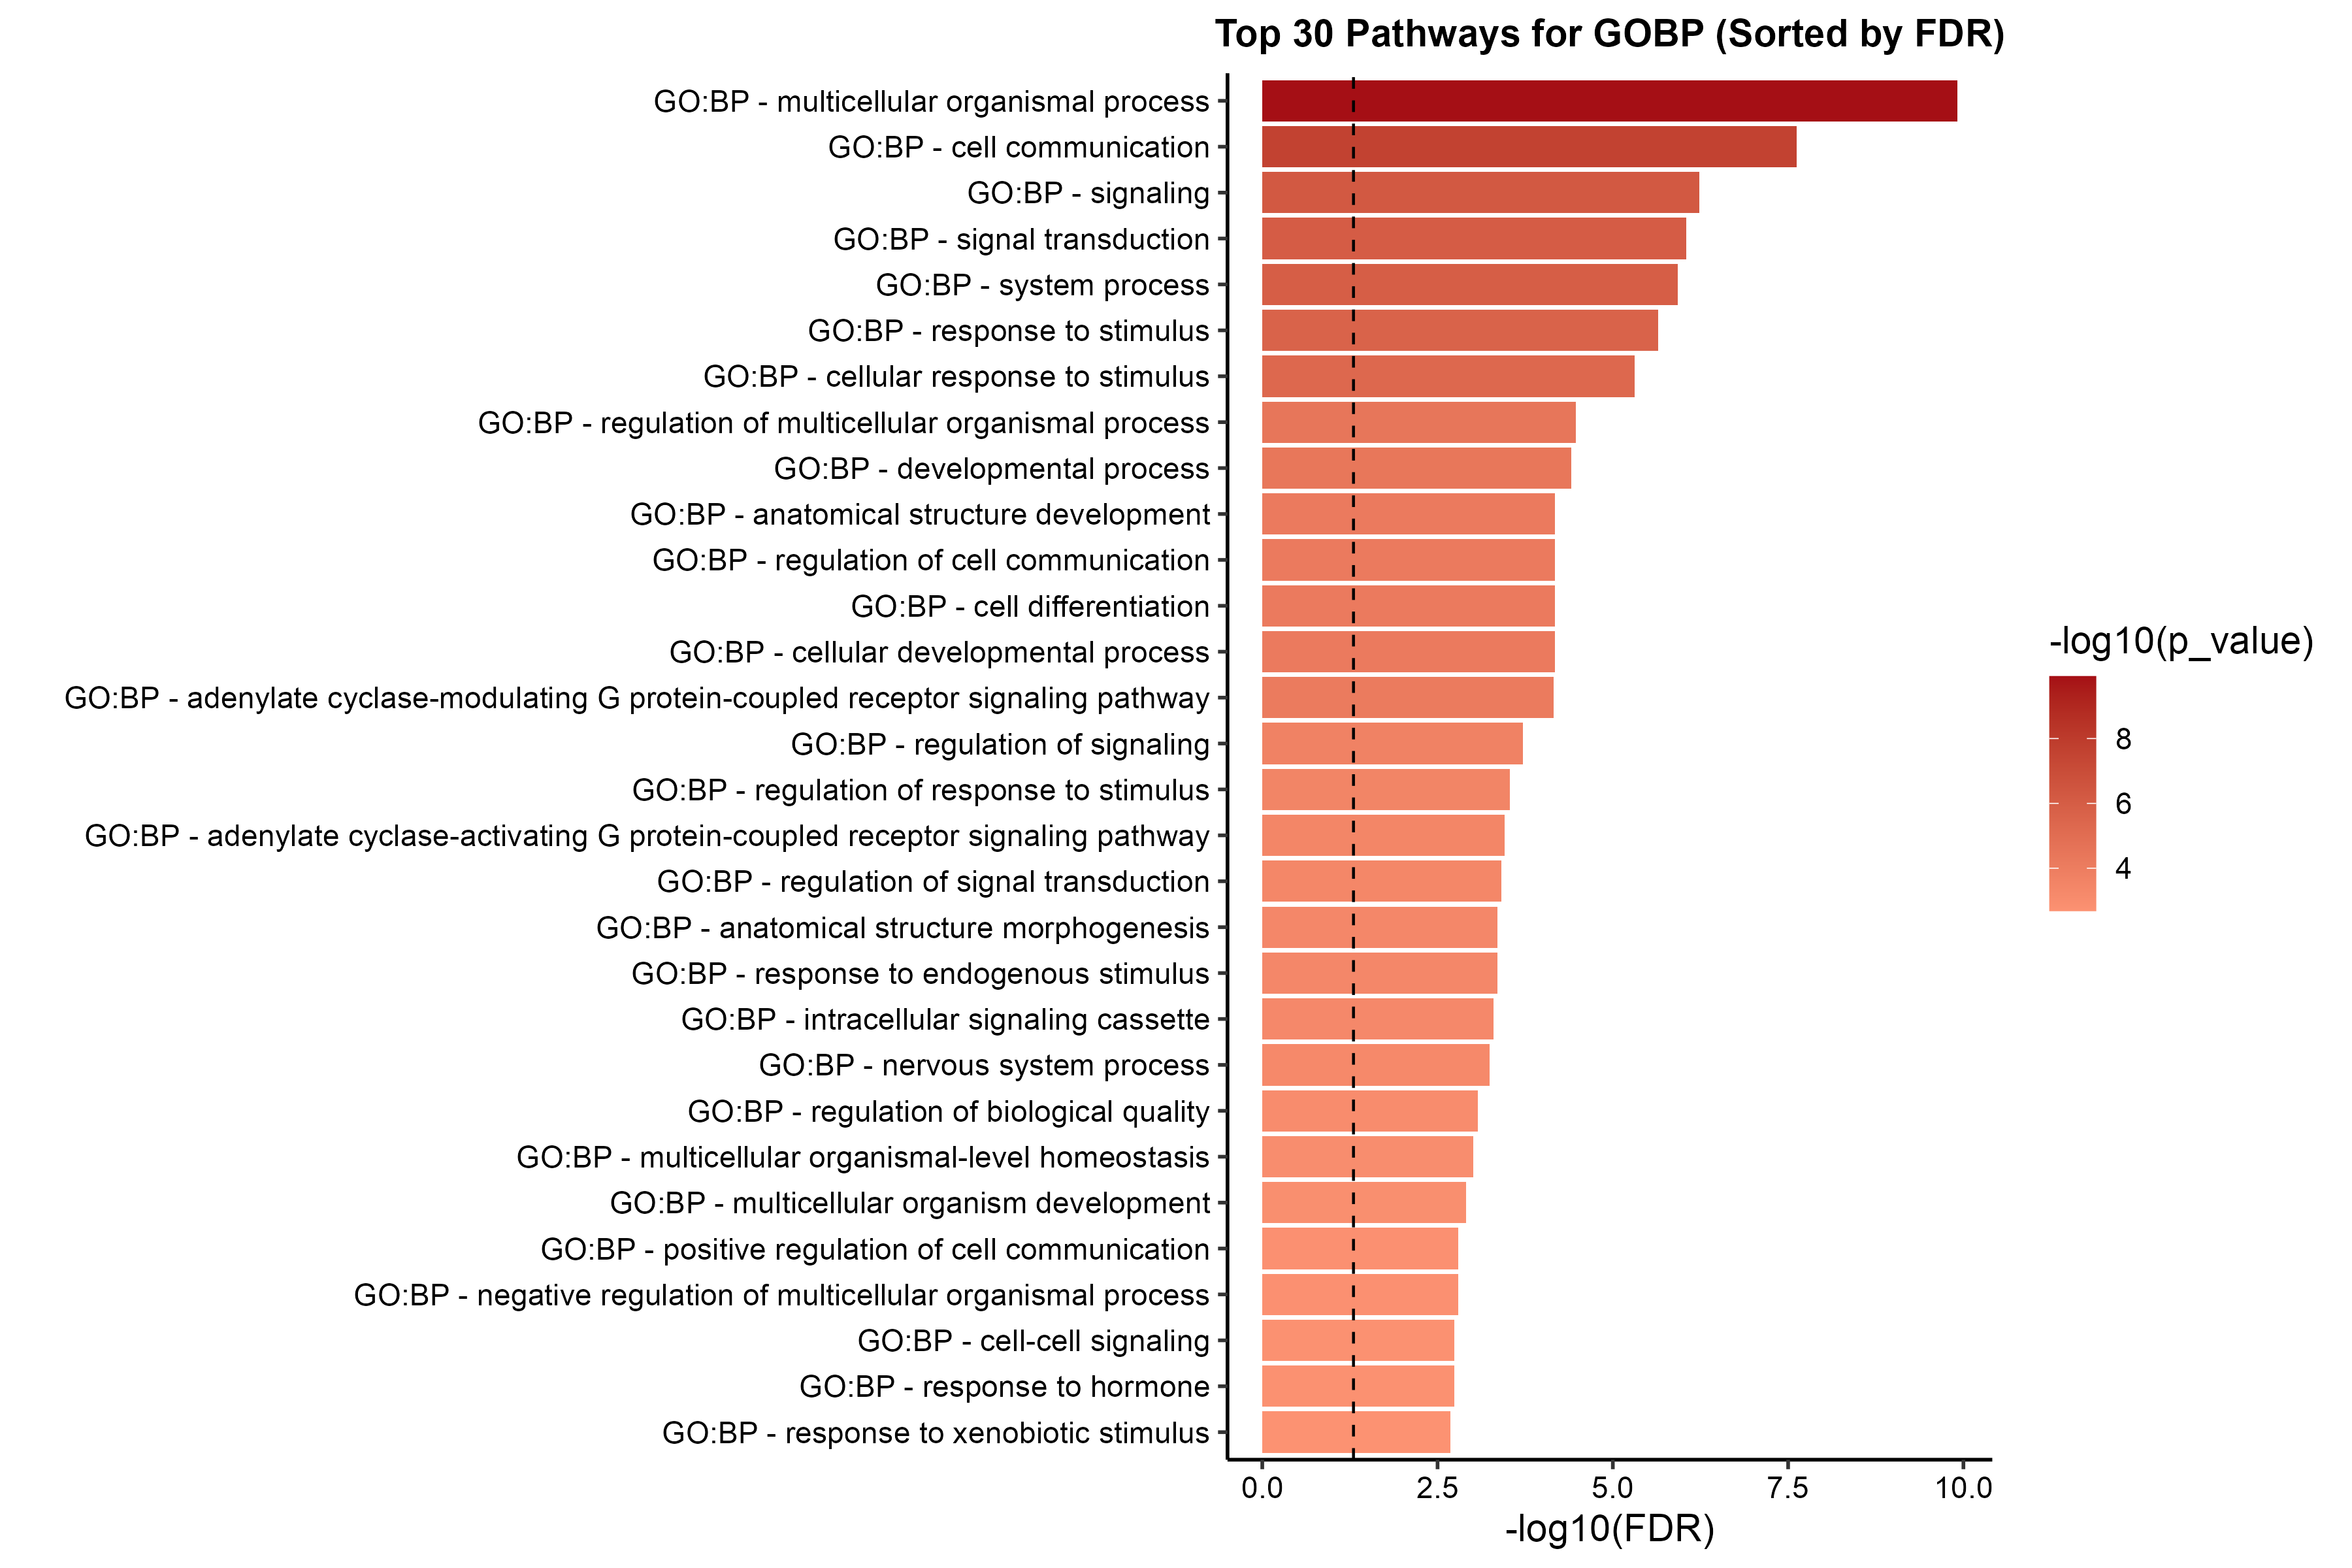 Top 30 Pathways for GOBP (Sorted by FDR)
GO:BP - multicellular organismal process
GO:BP - cell communication
GO:BP - signaling
GO:BP - signal transduction
GO:BP - system process
GO:BP - response to stimulus
GO:BP - cellular response to stimulus
GO:BP - regulation of multicellular organismal process
GO:BP - developmental process
GO:BP - anatomical structure development
GO:BP - regulation of cell communication
GO:BP - cell differentiation
GO:BP - cellular developmental process
GO:BP - adenylate cyclase-modulating G protein-coupled receptor signaling pathway
GO:BP - regulation of signaling
GO:BP - regulation of response to stimulus
GO:BP - adenylate cyclase-activating G protein-coupled receptor signaling pathway
GO:BP - regulation of signal transduction
GO:BP - anatomical structure morphogenesis
GO:BP - response to endogenous stimulus
GO:BP - intracellular signaling cassette
GO:BP - nervous system process
GO:BP - regulation of biological quality
GO:BP - multicellular organismal-level homeostasis
GO:BP - multicellular organism development
GO:BP - positive regulation of cell communication
GO:BP - negative regulation of multicellular organismal process
GO:BP - cell-cell signaling
GO:BP - response to hormone
GO:BP - response to xenobiotic stimulus
0.0 2.5 5.0 7.5 10.0
-log10(FDR)
-log10(p_value)
8
6
4